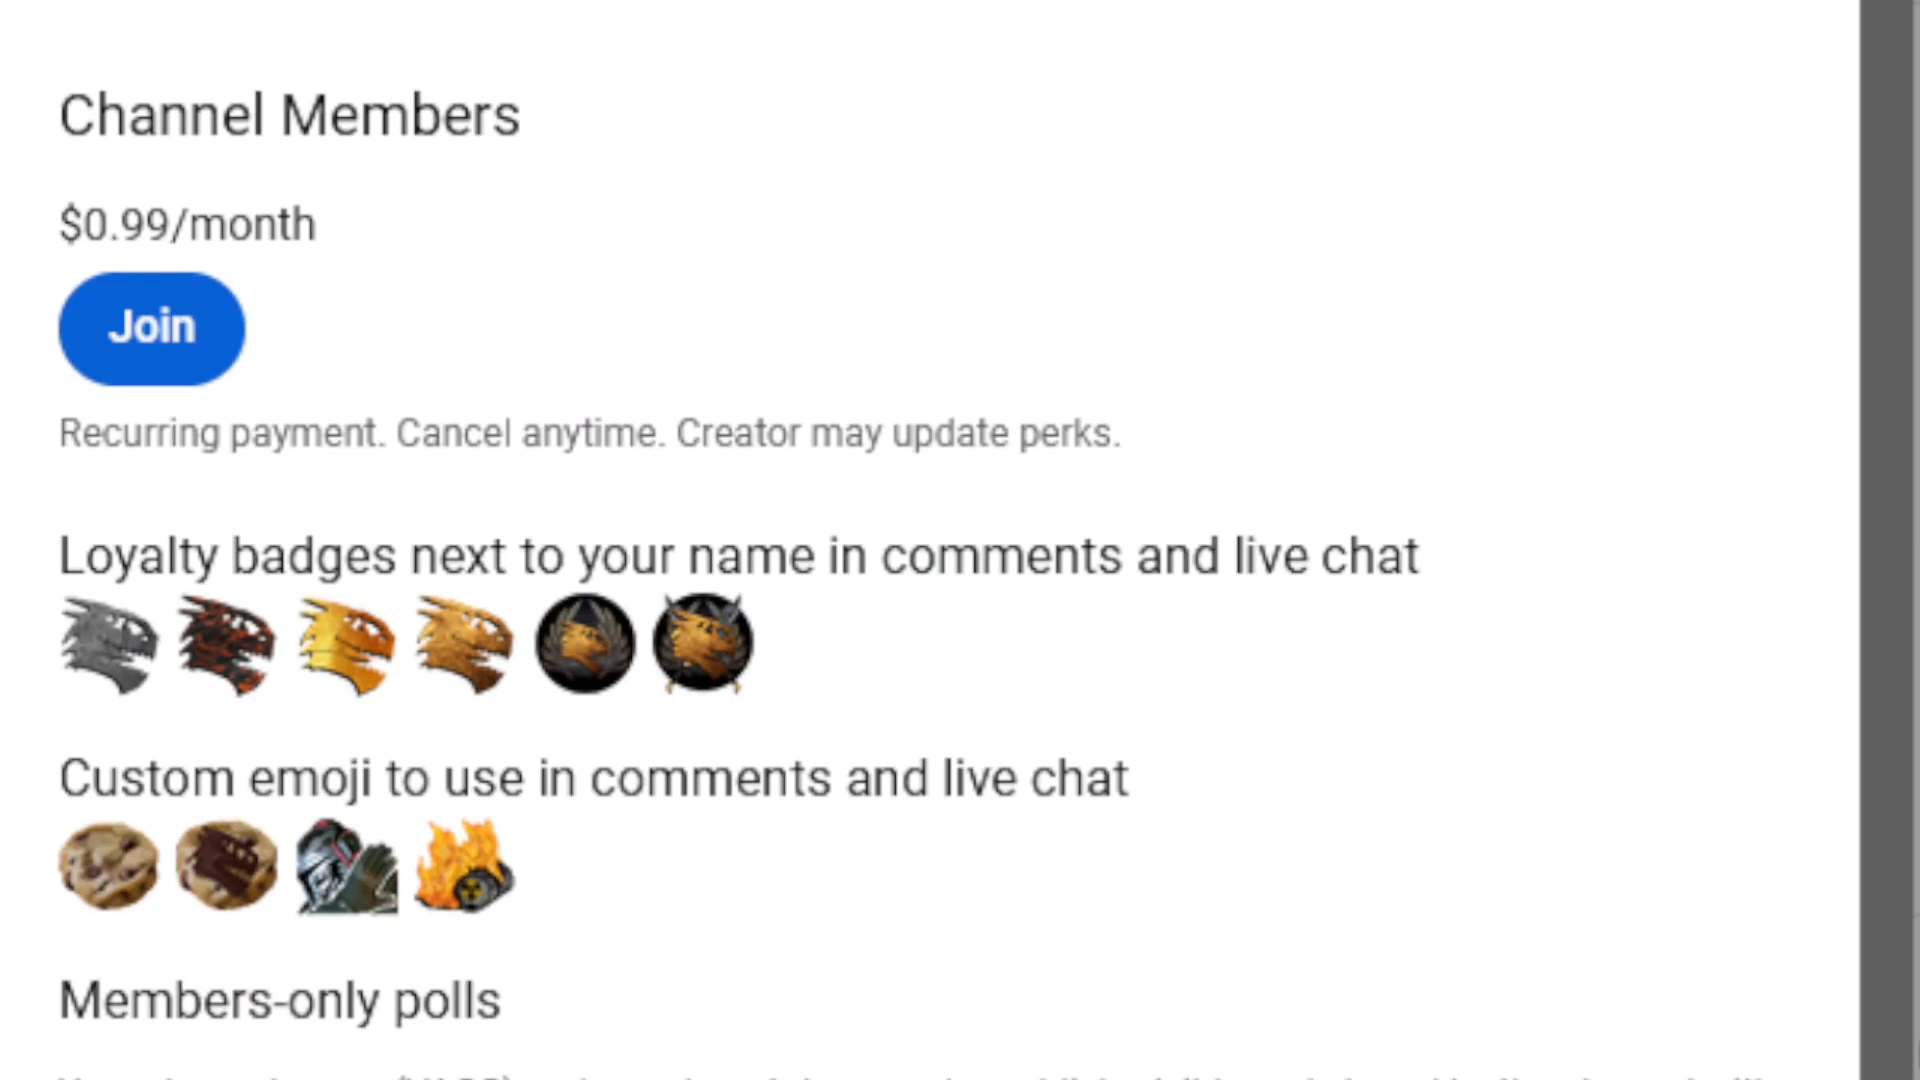 Channel Members
$0.99/month
Join
Recurring payment. Cancel anytime. Creator may update perks.
Loyalty badges next to your name in comments and live chat
Custom emoji to use in comments and live chat
Members-only polls